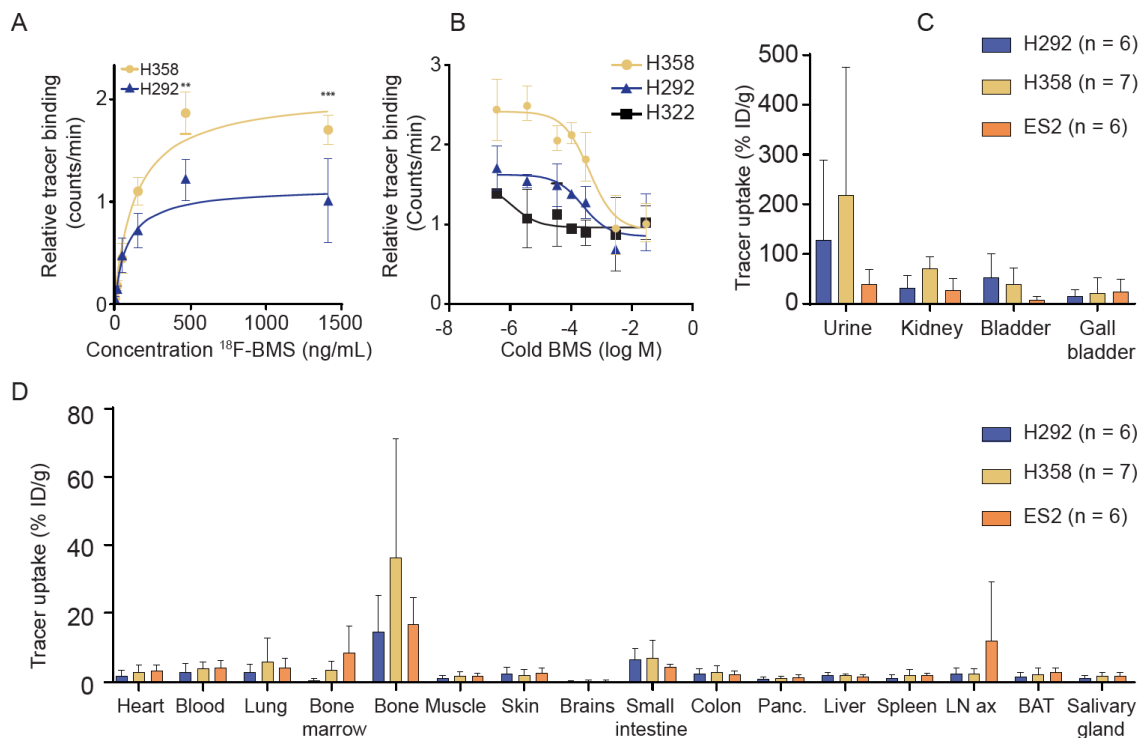 A
Relative tracer binding
(counts/min)
H358
H292
**
***
2
1
0
0
500
1000
1500
Concentration ¹⁸F-BMS (ng/mL)
B
Relative tracer binding
(Counts/min)
H358
H292
H322
3
2
1
0
-8
-6
-4
-2
0
Cold BMS (log M)
C
H292 (n = 6)
H358 (n = 7)
ES2 (n = 6)
Tracer uptake (% ID/g)
500
400
300
200
100
0
Urine
Kidney
Bladder
Gall
bladder
D
Tracer uptake (% ID/g)
80
60
40
20
0
H292 (n = 6)
H358 (n = 7)
ES2 (n = 6)
Heart
Blood
Lung
Bone
marrow
Bone
Muscle
Skin
Brains
Small
intestine
Colon
Panc.
Liver
Spleen
LN ax
BAT
Salivary
gland